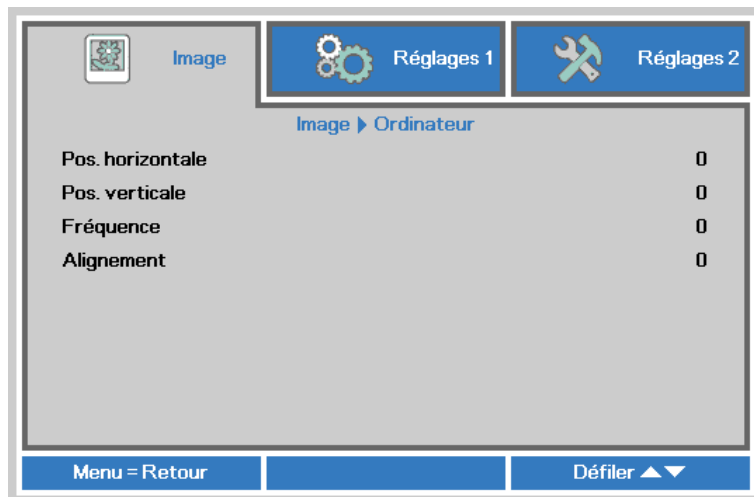 Image
Réglages 1
Réglages 2
Image Ordinateur
Pos. horizontale 0
Pos. verticale 0
Fréquence 0
Alignement 0
Menu = Retour
Défiler